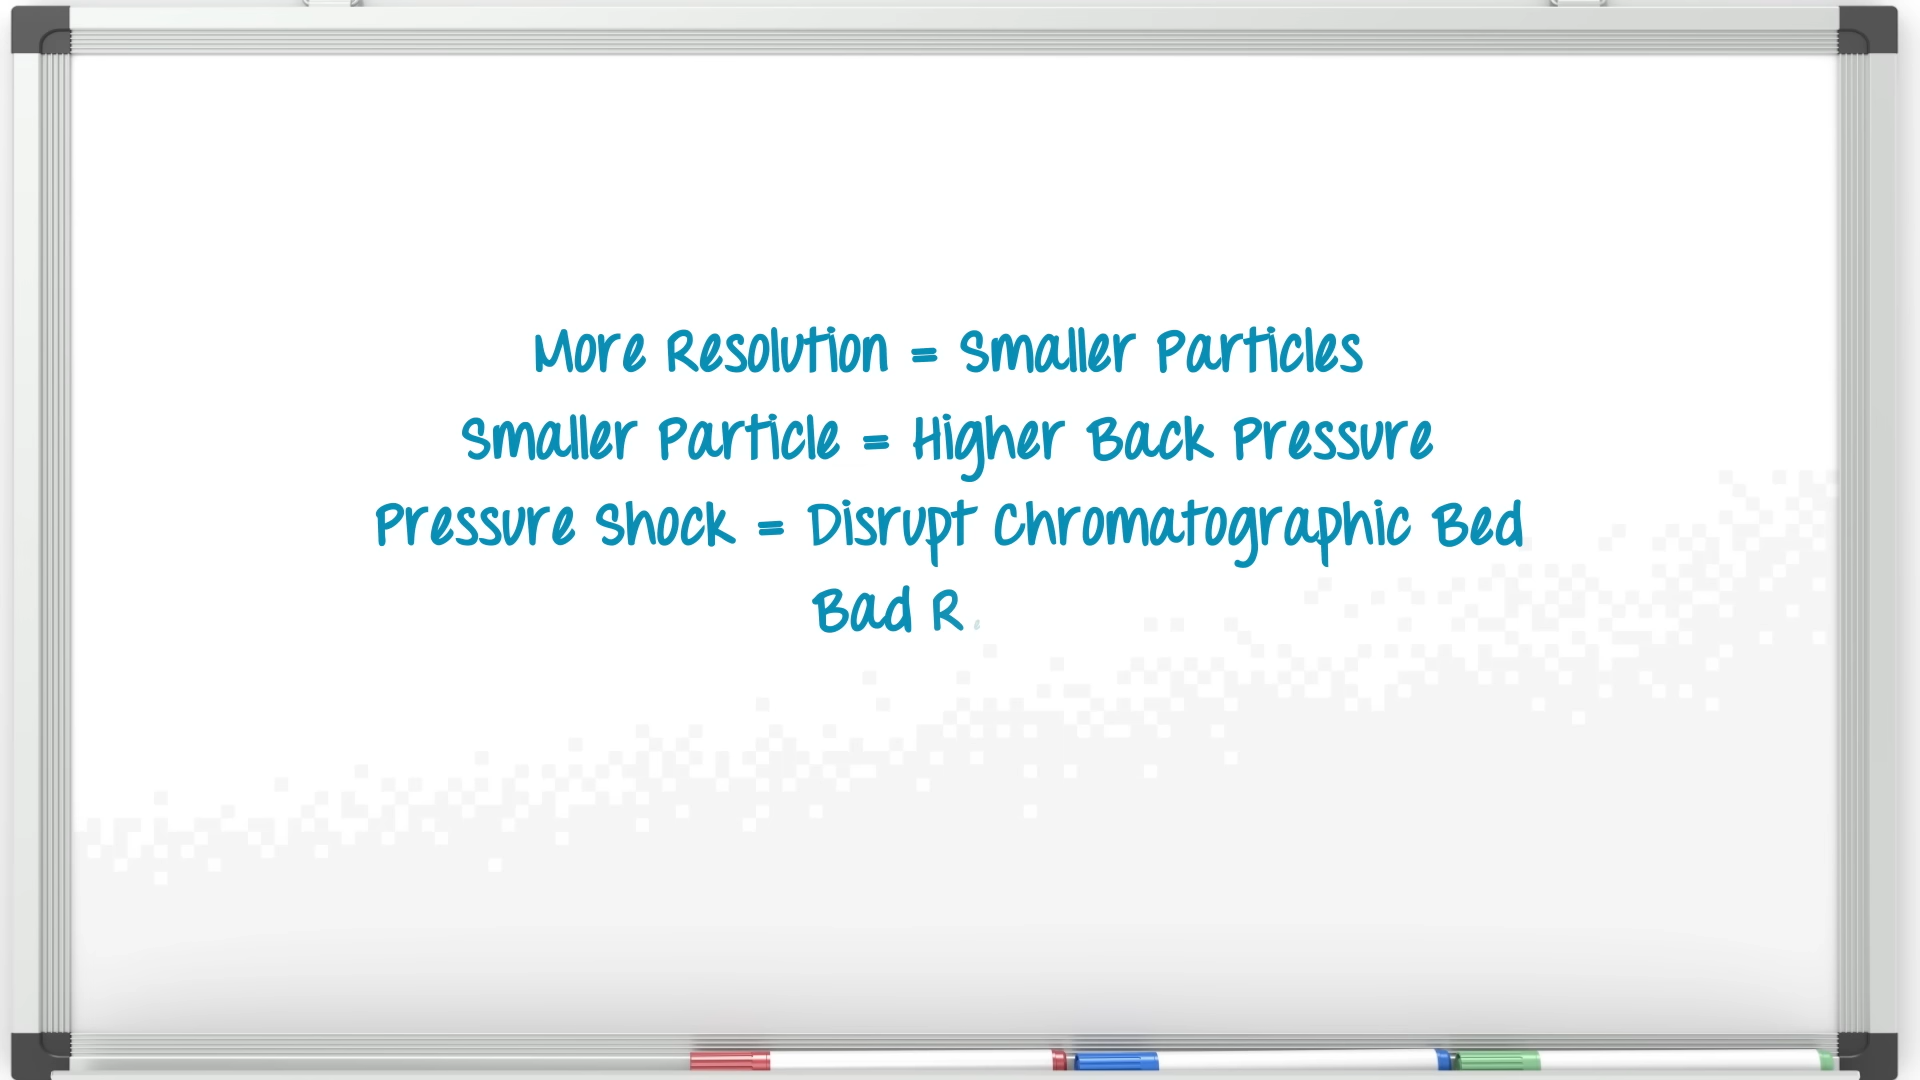 More Resolution = Smaller Particles
Smaller Particle = Higher Back Pressure
Pressure Shock = Disrupt Chromatographic Bed
Bad R